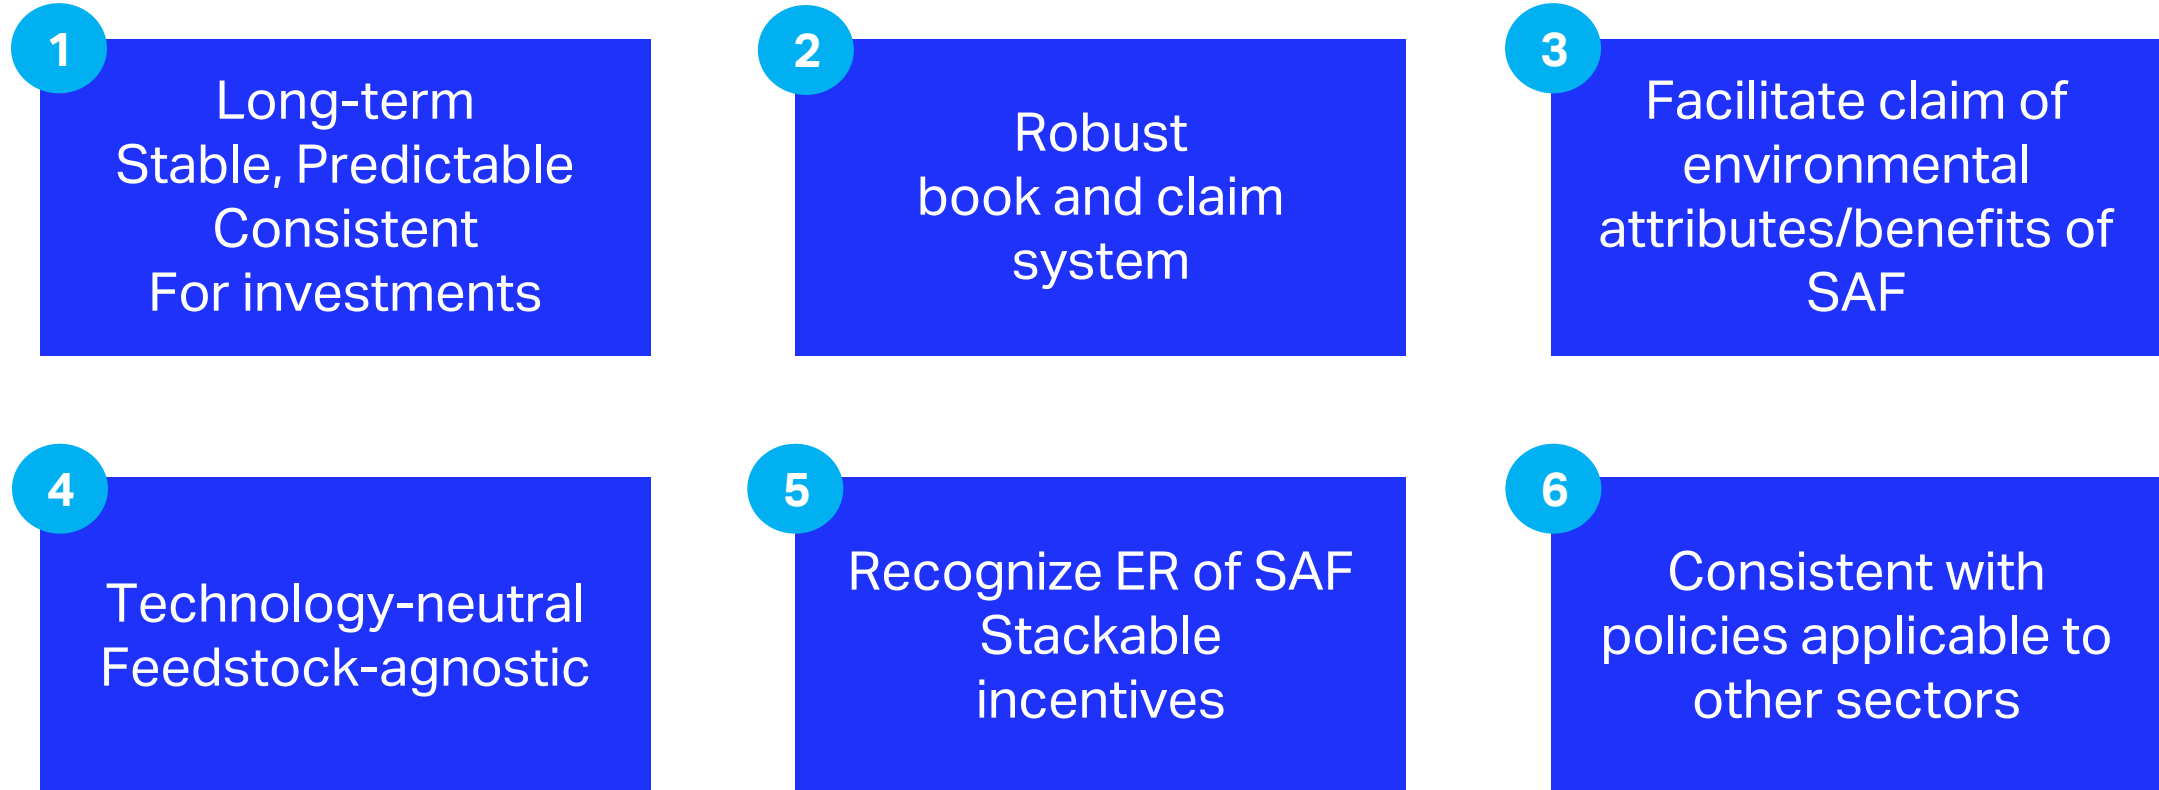 1
Long-term
Stable, Predictable
Consistent
For investments
2
Robust
book and claim
system
3
Facilitate claim of
environmental
attributes/benefits of
SAF
4
Technology-neutral
Feedstock-agnostic
5
Recognize ER of SAF
Stackable
incentives
6
Consistent with
policies applicable to
other sectors